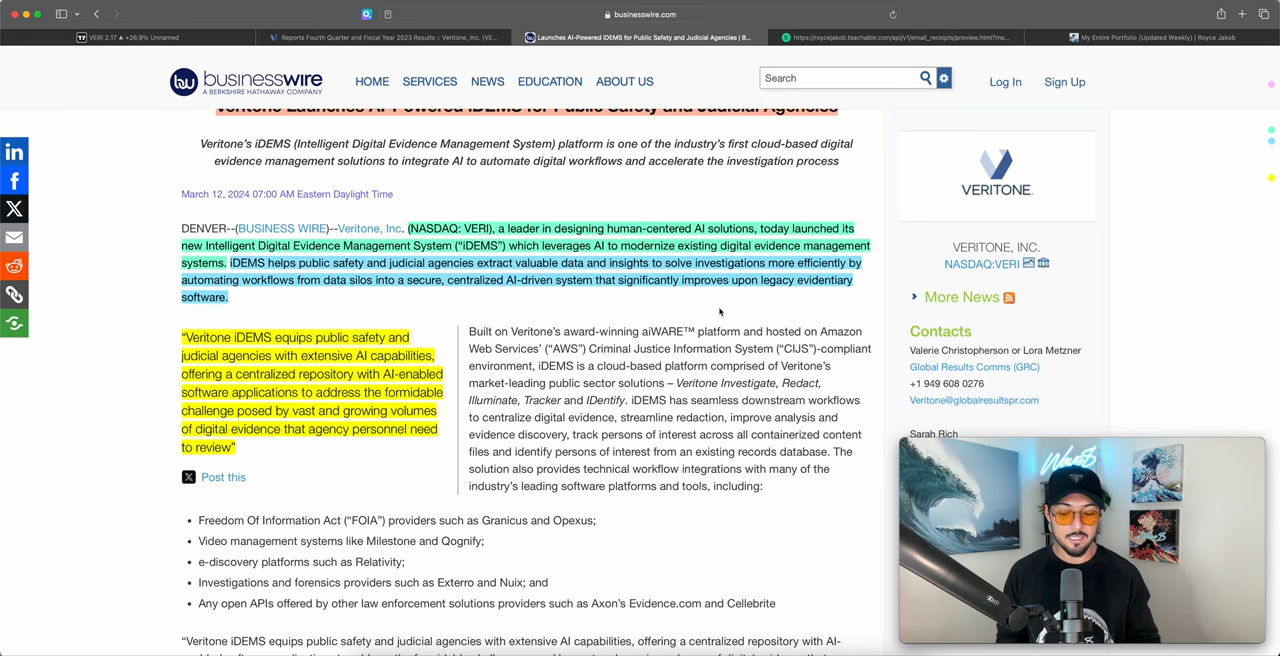 businesswire.com
VERI 2.17 ▲ +26.9% Unnamed
Reports Fourth Quarter and Fiscal Year 2023 Results :: Veritone, Inc. (VE...
Launches AI-Powered iDEMS for Public Safety and Judicial Agencies | B...
https://roycejakob.teachable.com/api/v1/email_receipts/preview.html?me...
My Entire Portfolio (Updated Weekly) | Royce Jakob
businesswire
A BERKSHIRE HATHAWAY COMPANY
HOME SERVICES NEWS EDUCATION ABOUT US
Search
Log In Sign Up
Veritone Launches AI-Powered iDEMS for Public Safety and Judicial Agencies
Veritone's iDEMS (Intelligent Digital Evidence Management System) platform is one of the industry's first cloud-based digital
evidence management solutions to integrate AI to automate digital workflows and accelerate the investigation process
March 12, 2024 07:00 AM Eastern Daylight Time
DENVER--(BUSINESS WIRE)--Veritone, Inc. (NASDAQ: VERI), a leader in designing human-centered AI solutions, today launched its
new Intelligent Digital Evidence Management System (“iDEMS”) which leverages AI to modernize existing digital evidence management
systems. iDEMS helps public safety and judicial agencies extract valuable data and insights to solve investigations more efficiently by
automating workflows from data silos into a secure, centralized AI-driven system that significantly improves upon legacy evidentiary
software.
“Veritone iDEMS equips public safety and
judicial agencies with extensive AI capabilities,
offering a centralized repository with AI-enabled
software applications to address the formidable
challenge posed by vast and growing volumes
of digital evidence that agency personnel need
to review”
Post this
Built on Veritone's award-winning aiWARE™ platform and hosted on Amazon
Web Services' (“AWS”) Criminal Justice Information System (“CIJS”)-compliant
environment, iDEMS is a cloud-based platform comprised of Veritone's
market-leading public sector solutions – Veritone Investigate, Redact,
Illuminate, Tracker and IDentify. iDEMS has seamless downstream workflows
to centralize digital evidence, streamline redaction, improve analysis and
evidence discovery, track persons of interest across all containerized content
files and identify persons of interest from an existing records database. The
solution also provides technical workflow integrations with many of the
industry's leading software platforms and tools, including:
• Freedom Of Information Act (“FOIA”) providers such as Granicus and Opexus;
• Video management systems like Milestone and Qognify;
• e-discovery platforms such as Relativity;
• Investigations and forensics providers such as Exterro and Nuix; and
• Any open APIs offered by other law enforcement solutions providers such as Axon's Evidence.com and Cellebrite
“Veritone iDEMS equips public safety and judicial agencies with extensive AI capabilities, offering a centralized repository with AI-
VERITONE.
VERITONE, INC.
NASDAQ:VERI
More News
Contacts
Valerie Christopherson or Lora Metzner
Global Results Comms (GRC)
+1 949 608 0276
Veritone@globalresultspr.com
Sarah Rich